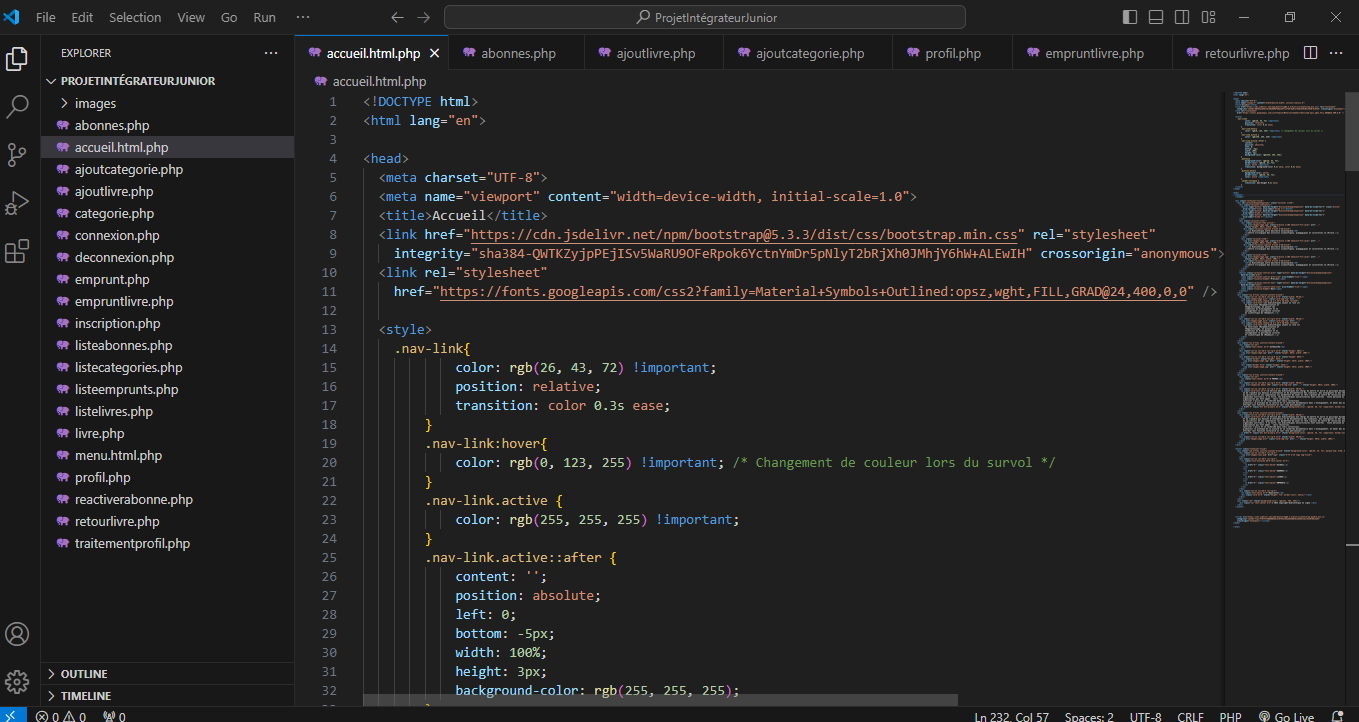 File Edit Selection View Go Run ··· ProjetIntégrateurJunior
EXPLORER ···
PROJETINTÉGRATEURJUNIOR
images
abonnes.php
accueil.html.php
ajoutcategorie.php
ajoutlivre.php
categorie.php
connexion.php
deconnexion.php
emprunt.php
empruntlivre.php
inscription.php
listeabonnes.php
listecategories.php
listeemprunts.php
listelivres.php
livre.php
menu.html.php
profil.php
reactiverabonne.php
retourlivre.php
traitementprofil.php
OUTLINE
TIMELINE
accueil.html.php abonnes.php ajoutlivre.php ajoutcategorie.php profil.php empruntlivre.php retourlivre.php ···
accueil.html.php
1 <!DOCTYPE html>
2 <html lang="en">
3
4 <head>
5 <meta charset="UTF-8">
6 <meta name="viewport" content="width=device-width, initial-scale=1.0">
7 <title>Accueil</title>
8 <link href="https://cdn.jsdelivr.net/npm/bootstrap@5.3.3/dist/css/bootstrap.min.css" rel="stylesheet"
9 integrity="sha384-QWTKZyjpPEjISv5WaRU9OFeRpok6YctnYmDr5pNlyT2bRjXh0JMhjY6hW+ALEwIH" crossorigin="anonymous">
10 <link rel="stylesheet"
11 href="https://fonts.googleapis.com/css2?family=Material+Symbols+Outlined:opsz,wght,FILL,GRAD@24,400,0,0" />
12
13 <style>
14 .nav-link{
15 color: rgb(26, 43, 72) !important;
16 position: relative;
17 transition: color 0.3s ease;
18 }
19 .nav-link:hover{
20 color: rgb(0, 123, 255) !important; /* Changement de couleur lors du survol */
21 }
22 .nav-link.active {
23 color: rgb(255, 255, 255) !important;
24 }
25 .nav-link.active::after {
26 content: '';
27 position: absolute;
28 left: 0;
29 bottom: -5px;
30 width: 100%;
31 height: 3px;
32 background-color: rgb(255, 255, 255);
0 0 0 Ln 232, Col 57 Spaces: 2 UTF-8 CRLF PHP Go Live